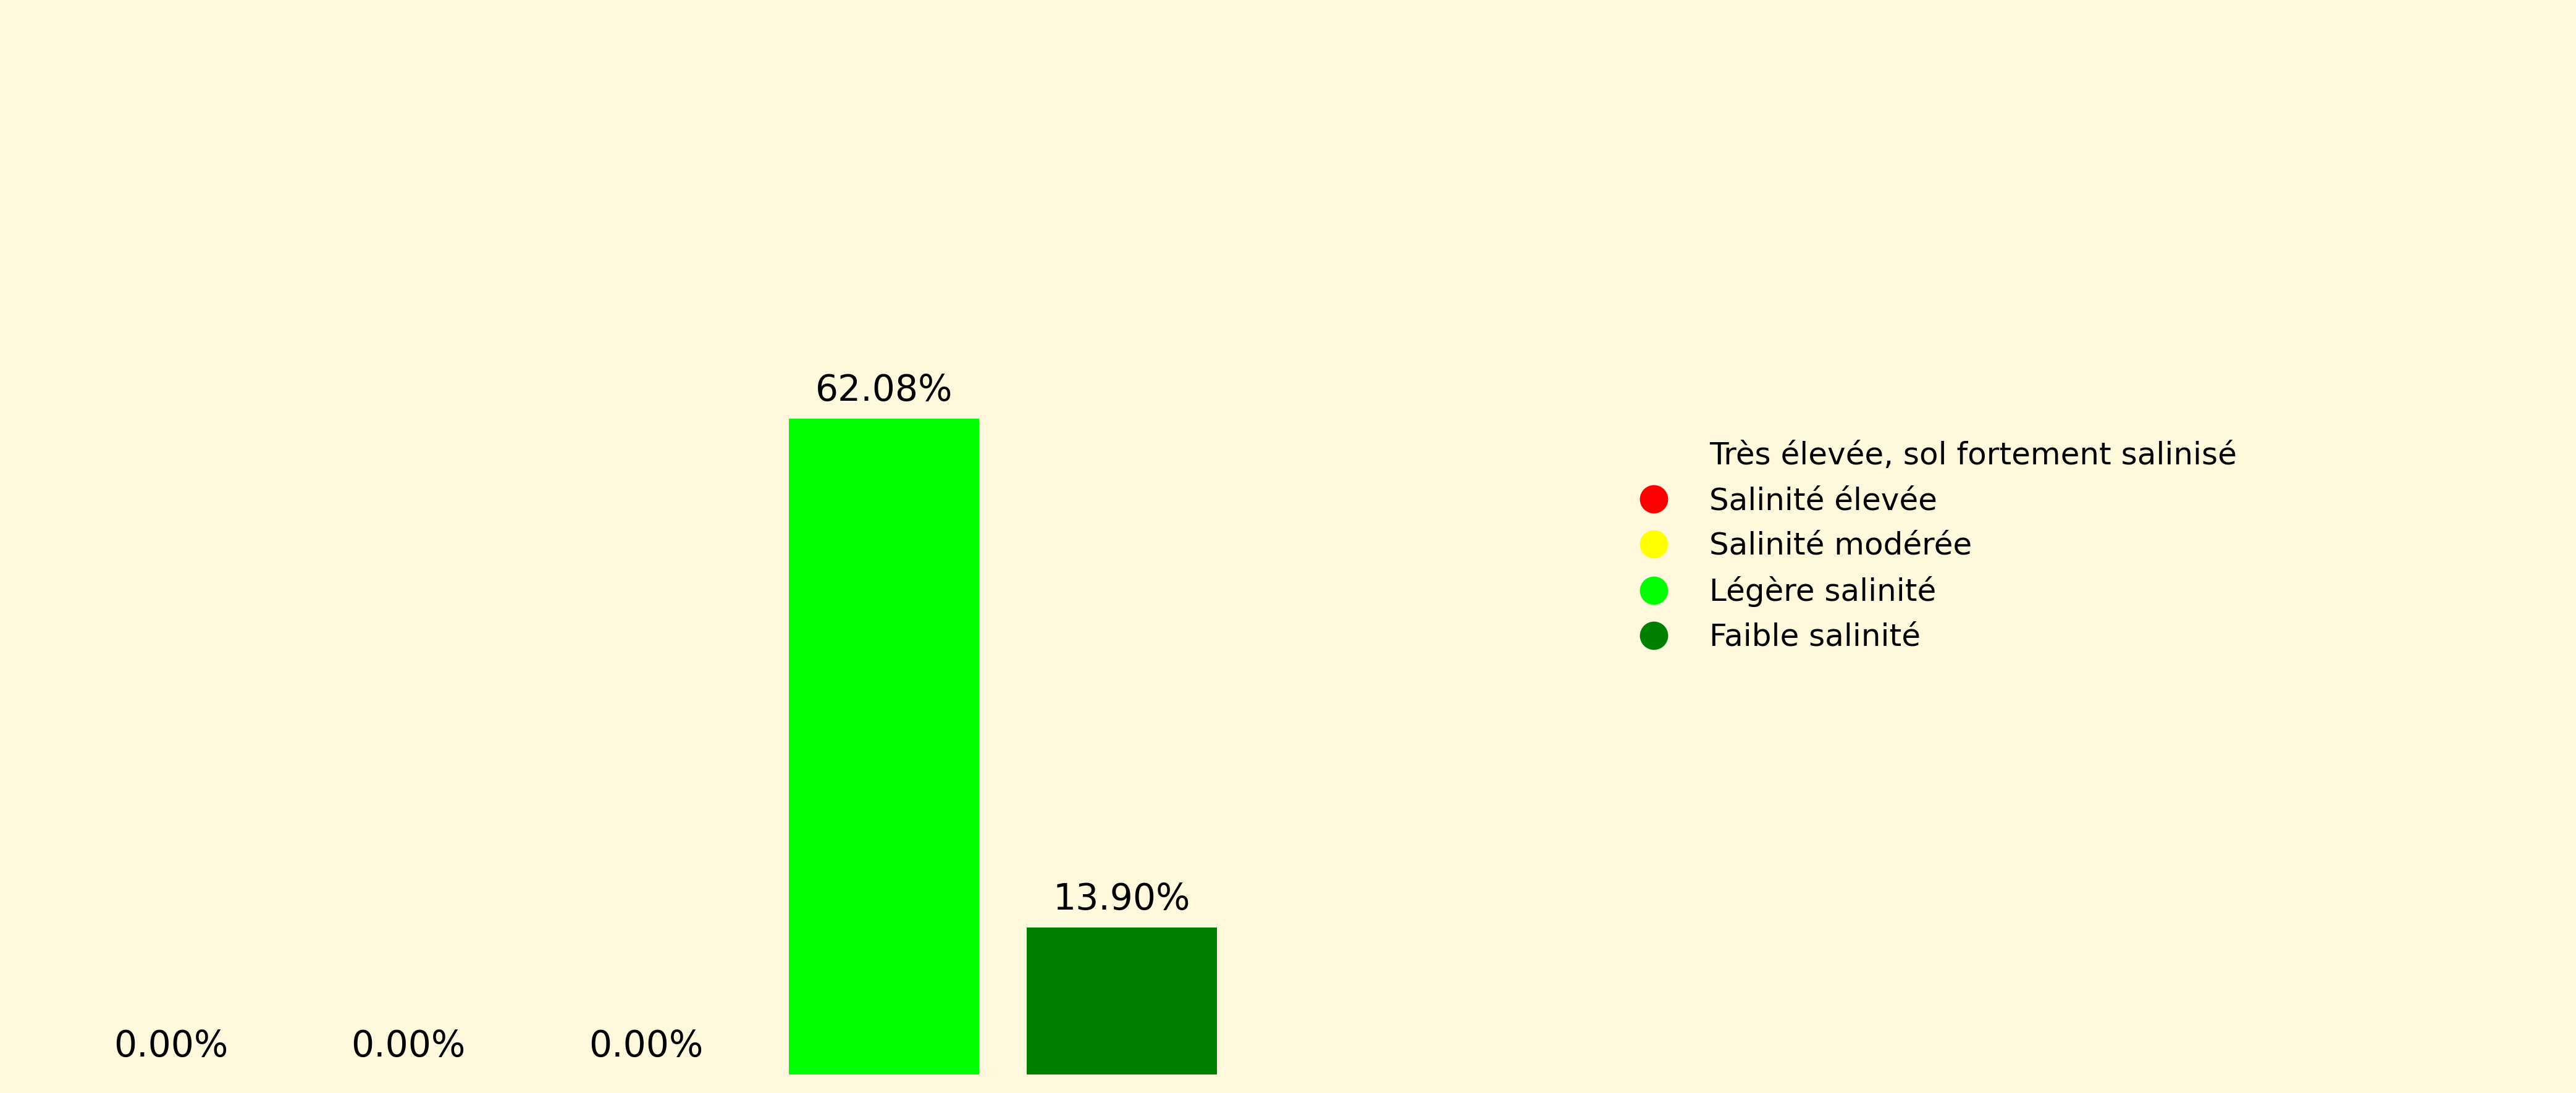 62.08%
13.90%
0.00%
0.00%
0.00%
Très élevée, sol fortement salinisé
Salinité élevée
Salinité modérée
Légère salinité
Faible salinité